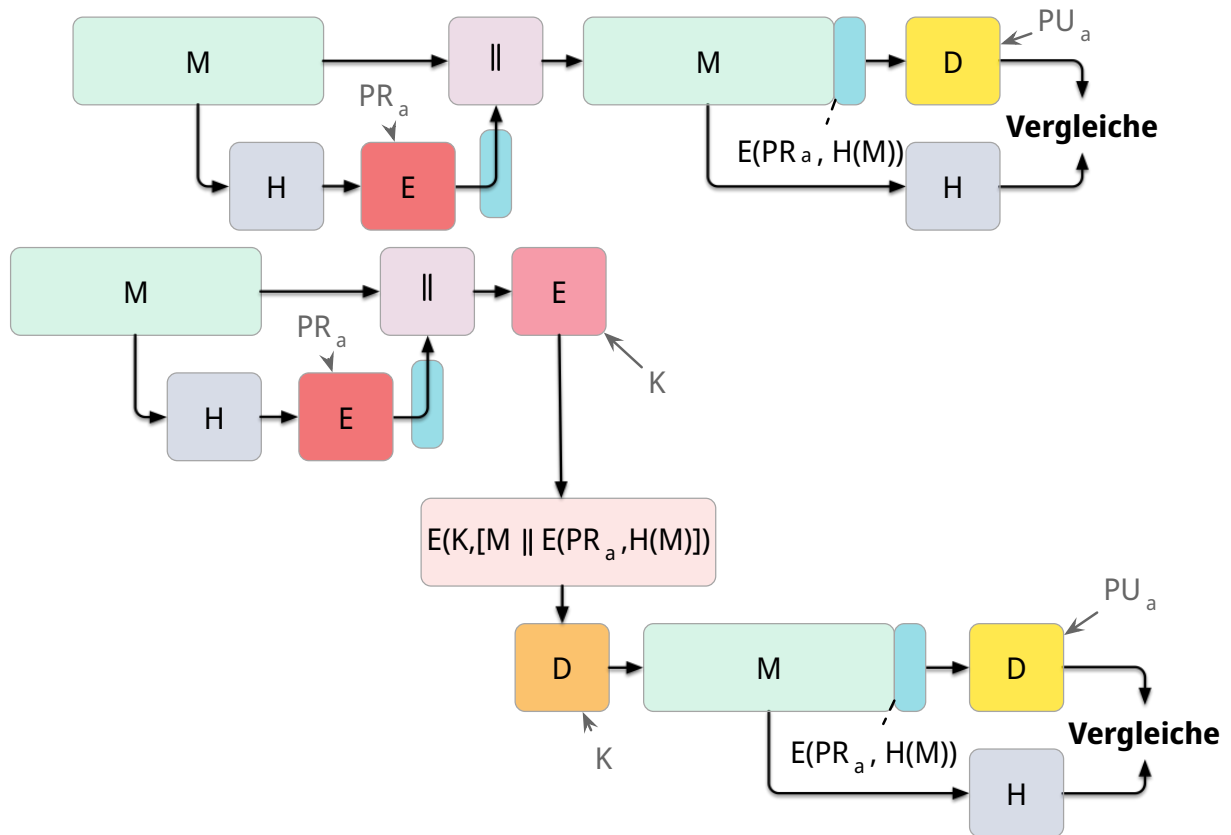 M
||
M
D
PU a
PR a
Vergleiche
E(PR a , H(M))
H
E
H
M
||
E
PR a
K
H
E
E(K,[M || E(PR a ,H(M)])
PU a
D
M
D
Vergleiche
K
E(PR a , H(M))
H